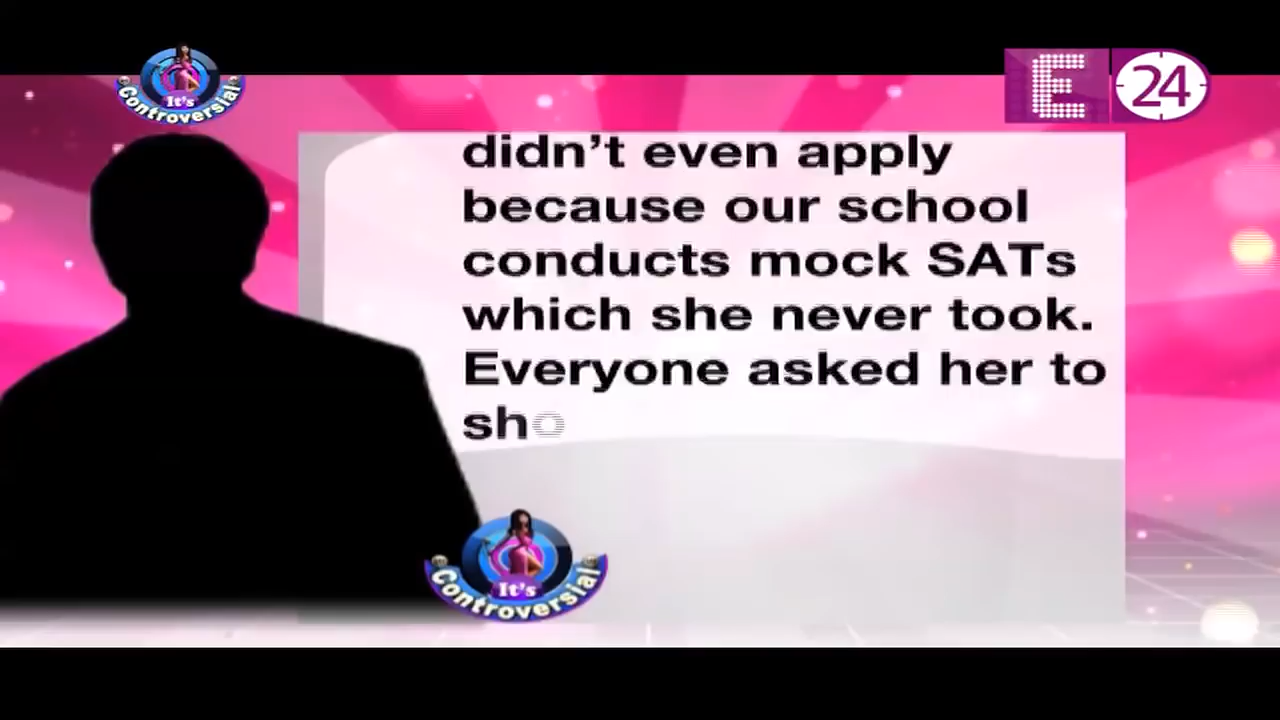 It's
Controversial
E 24
didn’t even apply
because our school
conducts mock SATs
which she never took.
Everyone asked her to
sho
It's
Controversial